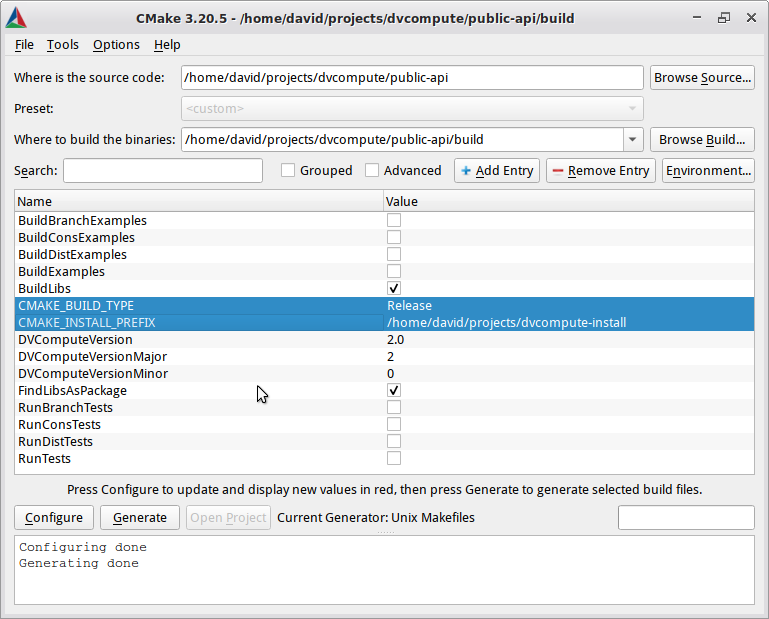 CMake 3.20.5 - /home/david/projects/dvcompute/public-api/build
File Tools Options Help
Where is the source code: /home/david/projects/dvcompute/public-api Browse Source...
Preset: <custom>
Where to build the binaries: /home/david/projects/dvcompute/public-api/build Browse Build...
Search: Grouped Advanced Add Entry Remove Entry Environment...
Name Value
BuildBranchExamples
BuildConsExamples
BuildDistExamples
BuildExamples
BuildLibs
CMAKE_BUILD_TYPE Release
CMAKE_INSTALL_PREFIX /home/david/projects/dvcompute-install
DVComputeVersion 2.0
DVComputeVersionMajor 2
DVComputeVersionMinor 0
FindLibsAsPackage
RunBranchTests
RunConsTests
RunDistTests
RunTests
Press Configure to update and display new values in red, then press Generate to generate selected build files.
Configure Generate Open Project Current Generator: Unix Makefiles
Configuring done
Generating done